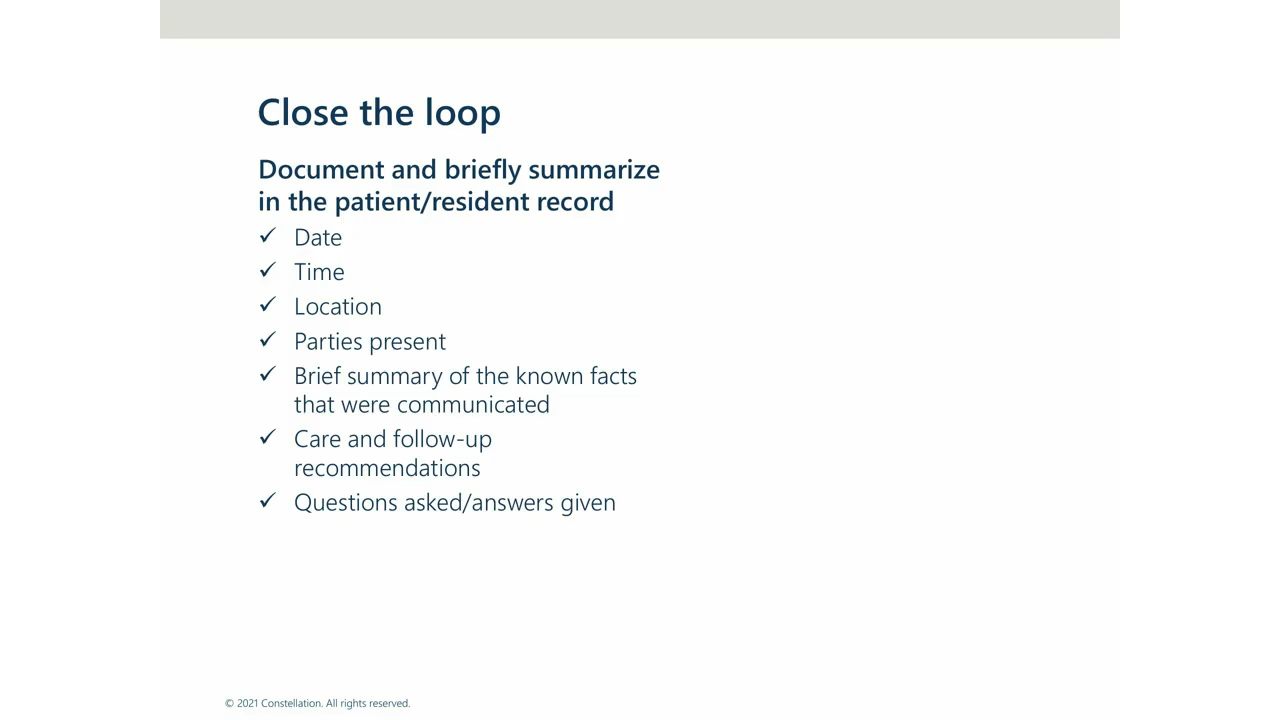 Close the loop
Document and briefly summarize
in the patient/resident record
✓ Date
✓ Time
✓ Location
✓ Parties present
✓ Brief summary of the known facts
that were communicated
✓ Care and follow-up
recommendations
✓ Questions asked/answers given
© 2021 Constellation. All rights reserved.